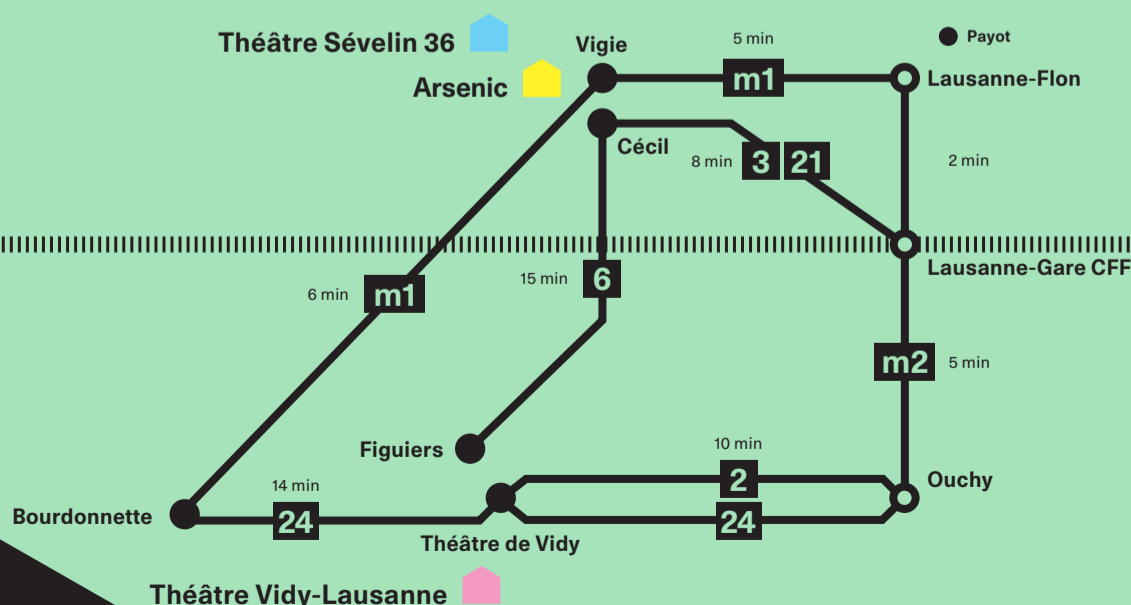 Théâtre Sévelin 36
Vigie
5 min
Payot
Arsenic
m1
Lausanne-Flon
Cécil
8 min
3
21
2 min
Lausanne-Gare CFF
15 min
6
6 min
m1
m2
5 min
Figuiers
10 min
2
Ouchy
14 min
Bourdonnette
24
24
Théâtre de Vidy
Théâtre Vidy-Lausanne